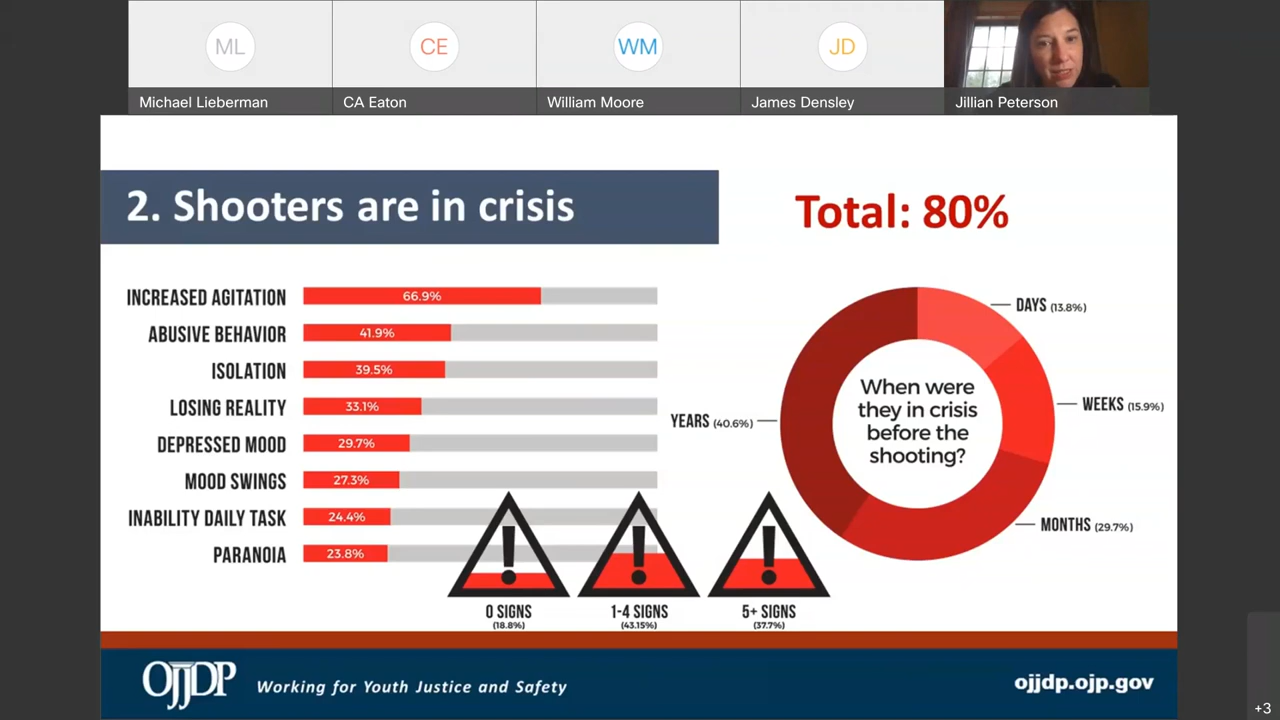 ML
CE
WM
JD
Michael Lieberman
CA Eaton
William Moore
James Densley
Jillian Peterson
2. Shooters are in crisis
Total: 80%
INCREASED AGITATION 66.9%
ABUSIVE BEHAVIOR 41.9%
ISOLATION 39.5%
LOSING REALITY 33.1%
DEPRESSED MOOD 29.7%
MOOD SWINGS 27.3%
INABILITY DAILY TASK 24.4%
PARANOIA 23.8%
0 SIGNS
(18.8%)
1-4 SIGNS
(43.15%)
5+ SIGNS
(37.7%)
When were
they in crisis
before the
shooting?
DAYS (13.8%)
WEEKS (15.9%)
MONTHS (29.7%)
YEARS (40.6%)
OJJDP
Working for Youth Justice and Safety
ojjdp.ojp.gov
+3